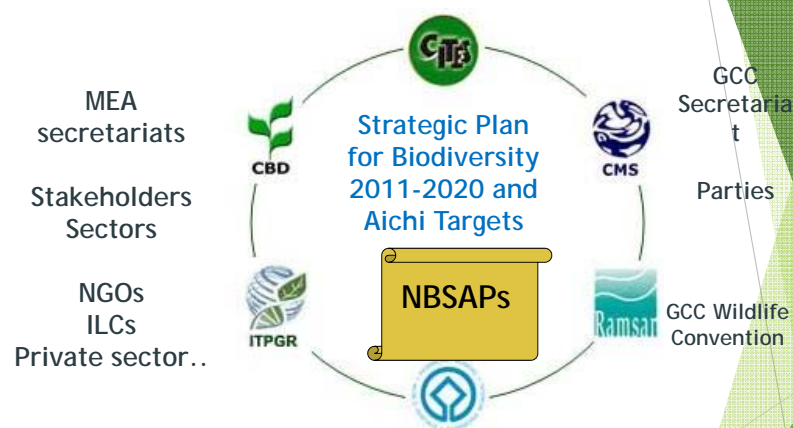 CITES
MEA
secretariats
Stakeholders
Sectors
NGOs
ILCs
Private sector..
CBD
ITPGR
Strategic Plan
for Biodiversity
2011-2020 and
Aichi Targets
NBSAPs
CMS
Ramsar
GCC
Secretaria
t
Parties
GCC Wildlife
Convention